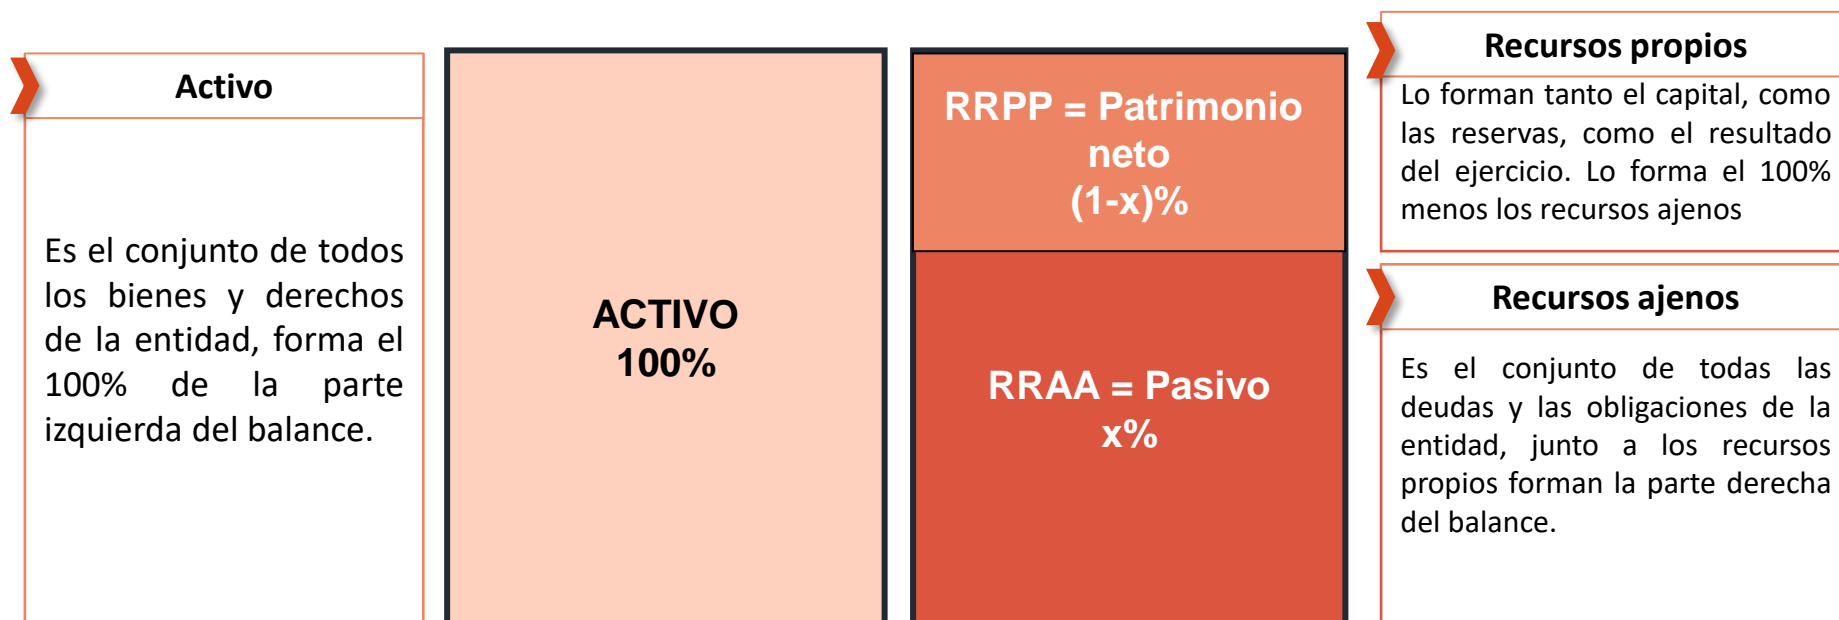 Activo
Es el conjunto de todos
los bienes y derechos
de la entidad, forma el
100% de la parte
izquierda del balance.
ACTIVO
100%
RRPP = Patrimonio
neto
(1-x)%
RRAA = Pasivo
x%
Recursos propios
Lo forman tanto el capital, como
las reservas, como el resultado
del ejercicio. Lo forma el 100%
menos los recursos ajenos
Recursos ajenos
Es el conjunto de todas las
deudas y las obligaciones de la
entidad, junto a los recursos
propios forman la parte derecha
del balance.